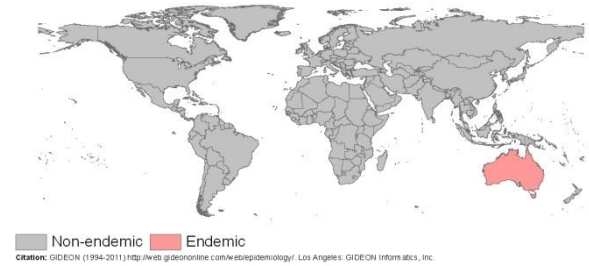 Non-endemic Endemic
Citation: GIDEON (1994-2011) http://web.gideononline.com/web/epidemiology/. Los Angeles: GIDEON Informatics, Inc.